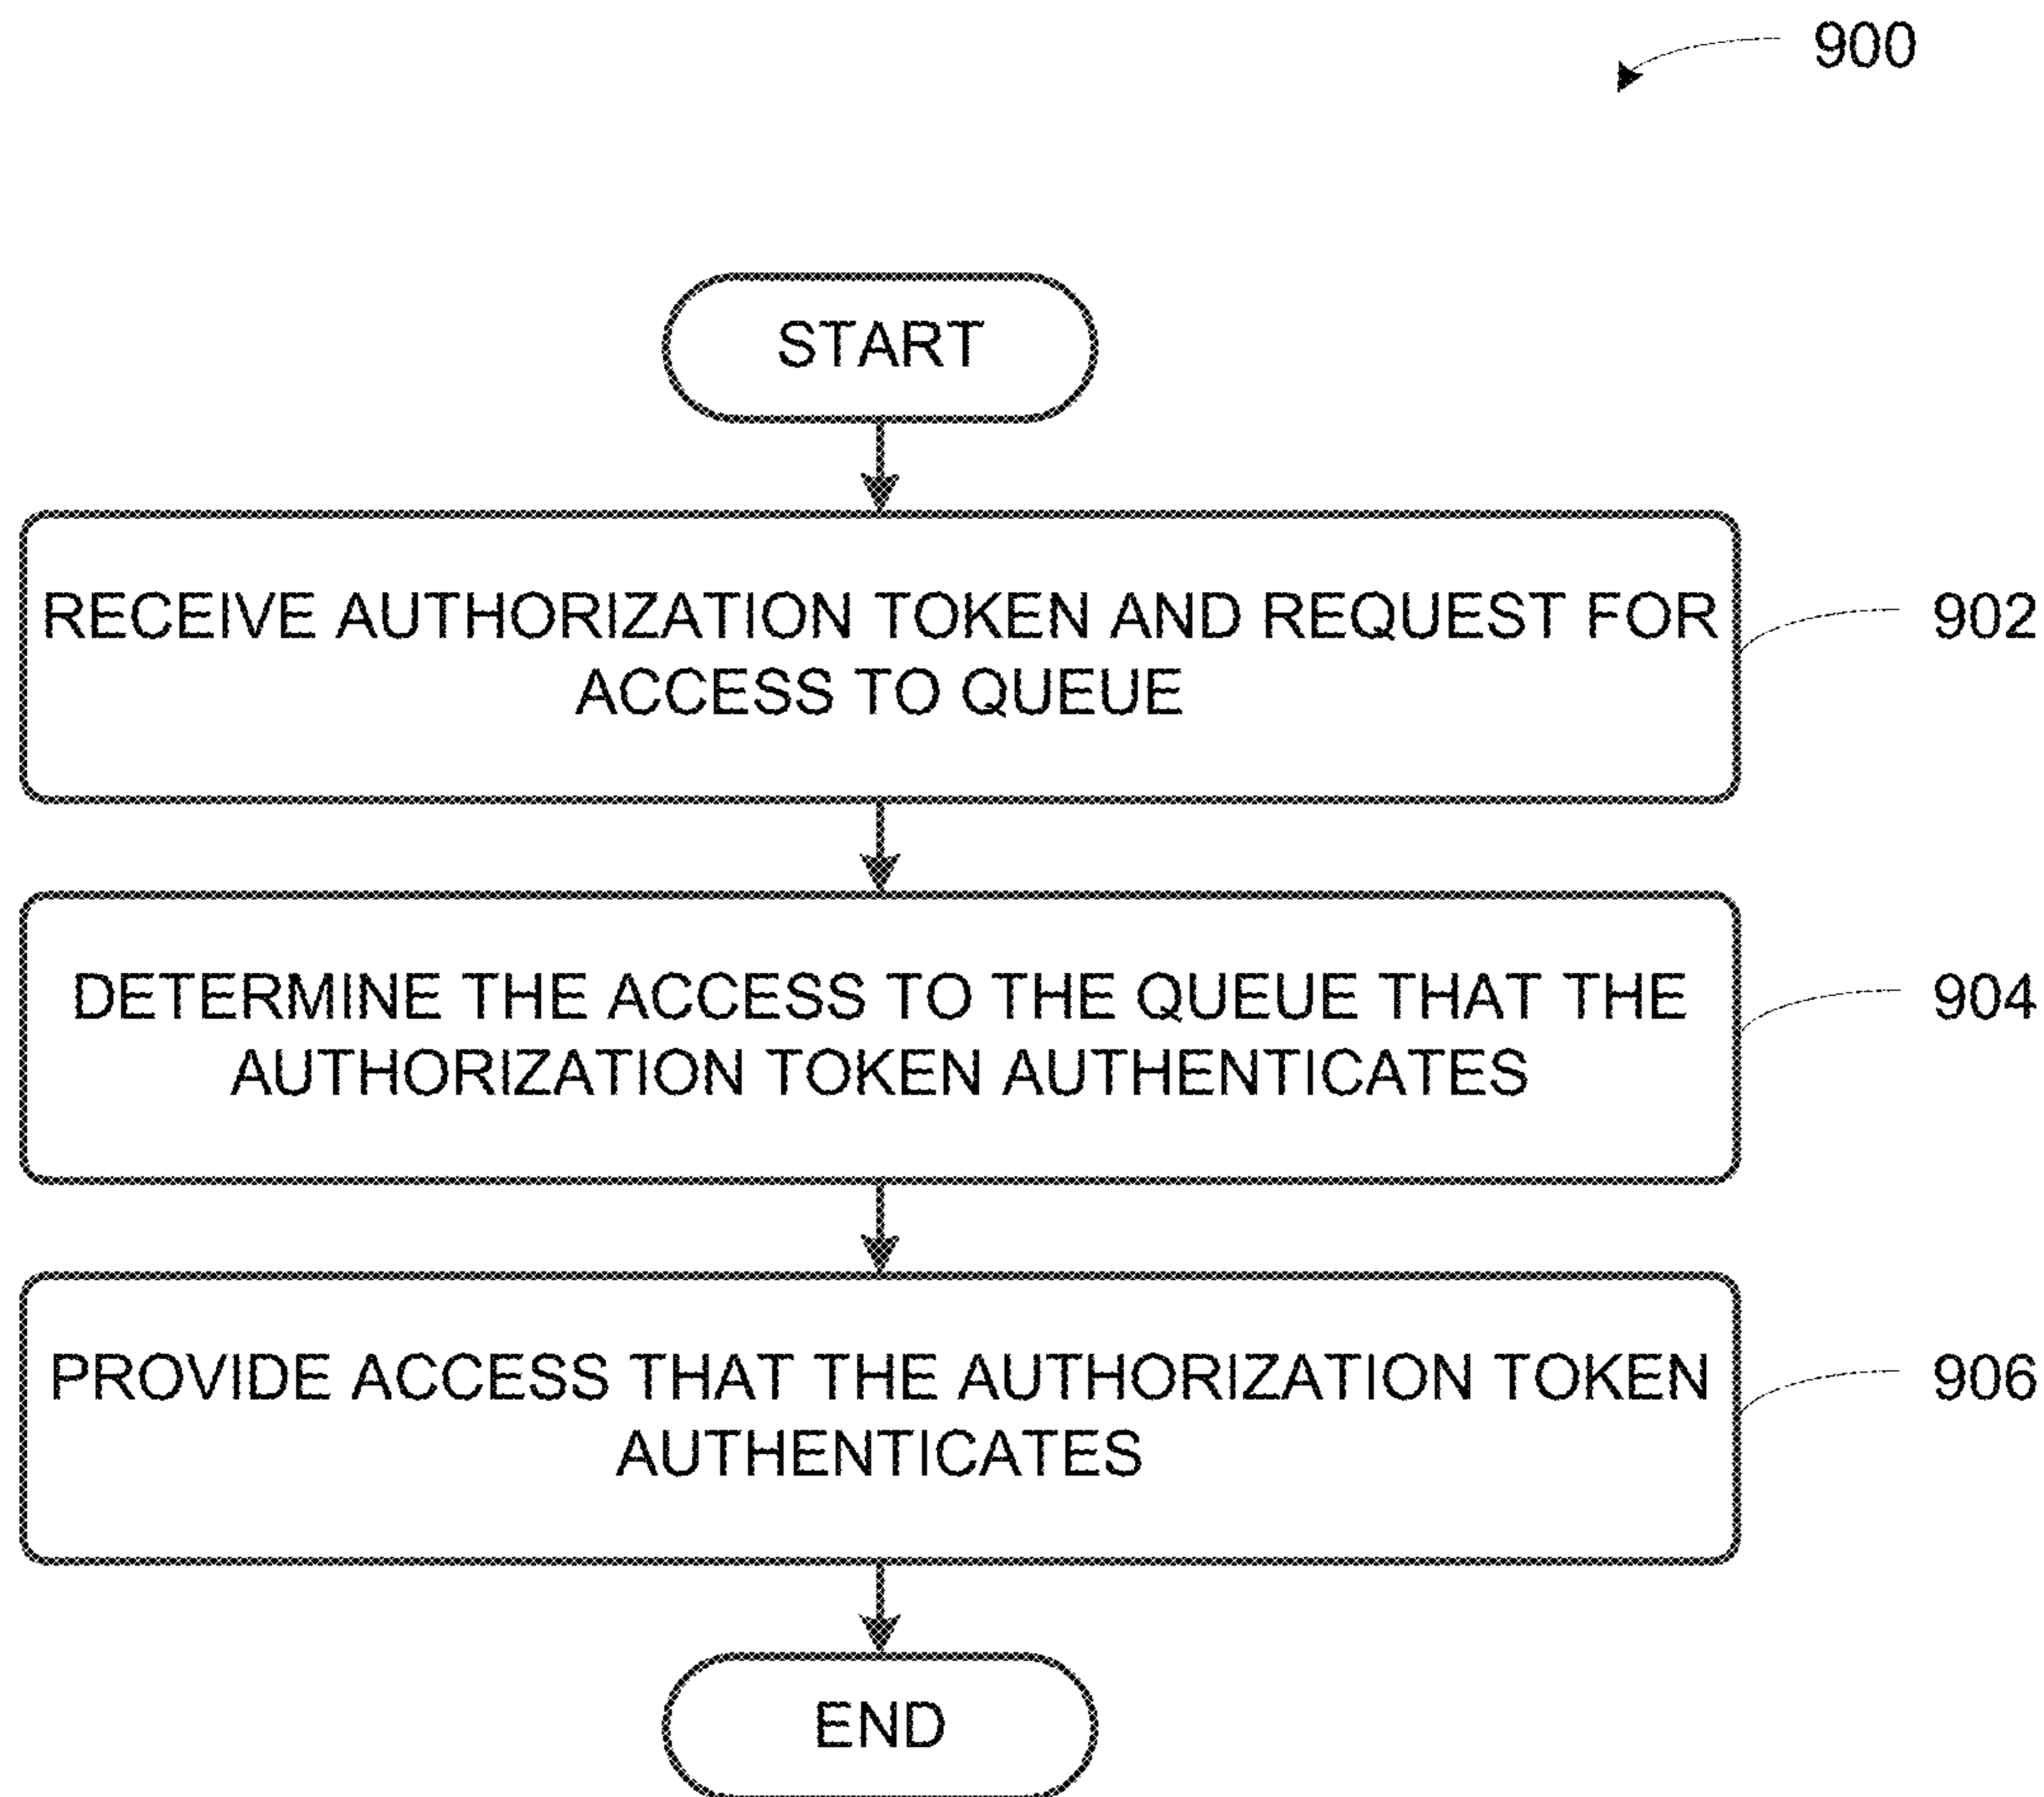 900
START
RECEIVE AUTHORIZATION TOKEN AND REQUEST FOR
ACCESS TO QUEUE
902
DETERMINE THE ACCESS TO THE QUEUE THAT THE
AUTHORIZATION TOKEN AUTHENTICATES
904
PROVIDE ACCESS THAT THE AUTHORIZATION TOKEN
AUTHENTICATES
906
END